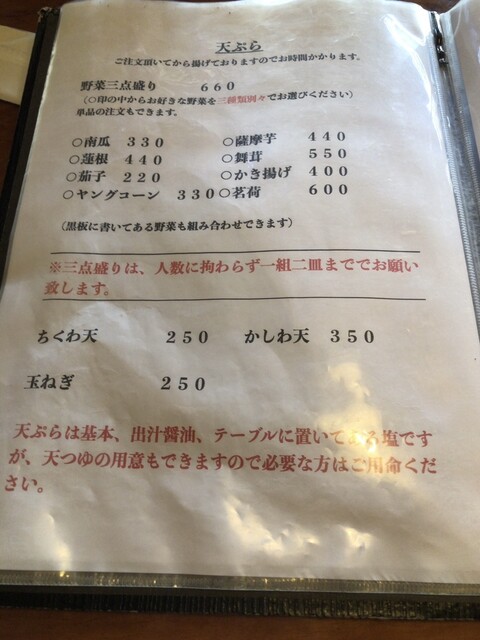 天ぷら
ご注文頂いてから揚げておりますのでお時間かかります。
野菜三点盛り　６６０
（○印の中からお好きな野菜を三種類別々でお選びください）
単品の注文もできます。
○南瓜　３３０　○薩摩芋　４４０
○蓮根　４４０　○舞茸　５５０
○茄子　２２０　○かき揚げ　４００
○ヤングコーン　３３０　○茗荷　６００
（黒板に書いてある野菜も組み合わせできます）
※三点盛りは、人数に拘わらず一組二皿まででお願い
致します。
ちくわ天　２５０　かしわ天　３５０
玉ねぎ　２５０
天ぷらは基本、出汁醤油、テーブルに置いてある塩です
が、天つゆの用意もできますので必要な方はご用命くだ
さい。